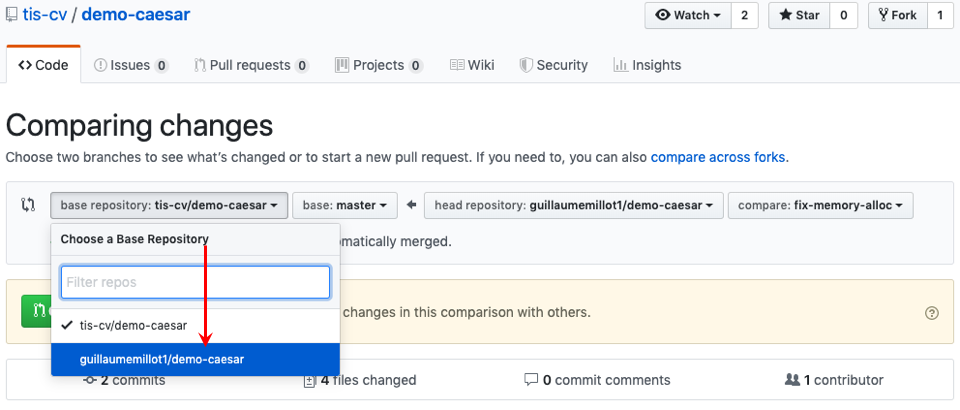 tis-cv / demo-caesar
Watch 2 Star 0 Fork 1
Code Issues 0 Pull requests 0 Projects 0 Wiki Security Insights
Comparing changes
Choose two branches to see what's changed or to start a new pull request. If you need to, you can also compare across forks.
base repository: tis-cv/demo-caesar base: master head repository: guillaumemillot1/demo-caesar compare: fix-memory-alloc
Choose a Base Repository
omatically merged.
Filter repos
changes in this comparison with others.
tis-cv/demo-caesar
guillaumemillot1/demo-caesar
2 commits 4 files changed 0 commit comments 1 contributor